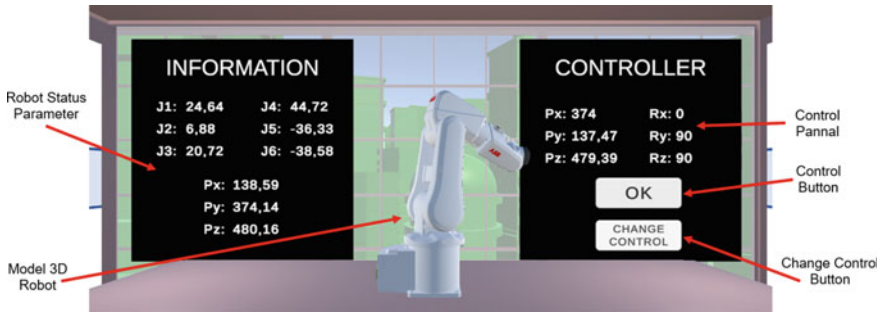 INFORMATION
J1: 24,64 J4: 44,72
J2: 6,88 J5: -36,33
J3: 20,72 J6: -38,58
Px: 138,59
Py: 374,14
Pz: 480,16
CONTROLLER
Px: 374 Rx: 0
Py: 137,47 Ry: 90
Pz: 479,39 Rz: 90
OK
CHANGE
CONTROL
ABB
Robot Status
Parameter
Model 3D
Robot
Control
Pannal
Control
Button
Change Control
Button